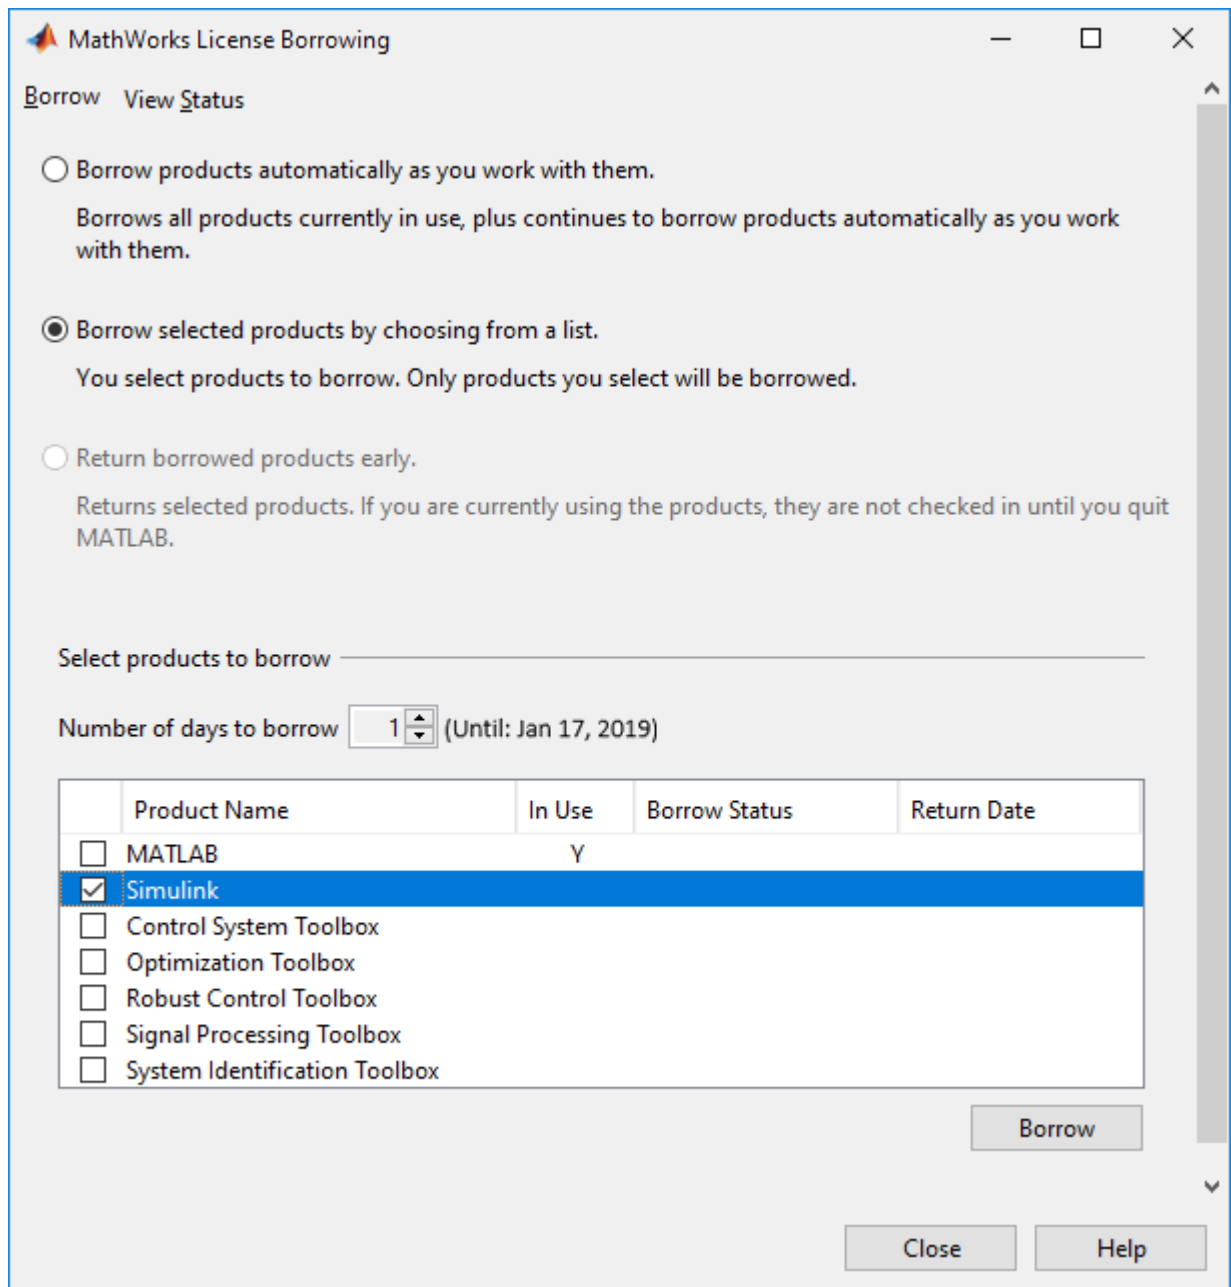 MathWorks License Borrowing
Borrow View Status
Borrow products automatically as you work with them.
Borrows all products currently in use, plus continues to borrow products automatically as you work
with them.
Borrow selected products by choosing from a list.
You select products to borrow. Only products you select will be borrowed.
Return borrowed products early.
Returns selected products. If you are currently using the products, they are not checked in until you quit
MATLAB.
Select products to borrow
Number of days to borrow 1 (Until: Jan 17, 2019)
Product Name In Use Borrow Status Return Date
MATLAB Y
Simulink
Control System Toolbox
Optimization Toolbox
Robust Control Toolbox
Signal Processing Toolbox
System Identification Toolbox
Borrow
Close Help